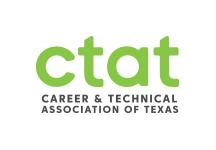 ctat
CAREER & TECHNICAL
ASSOCIATION OF TEXAS